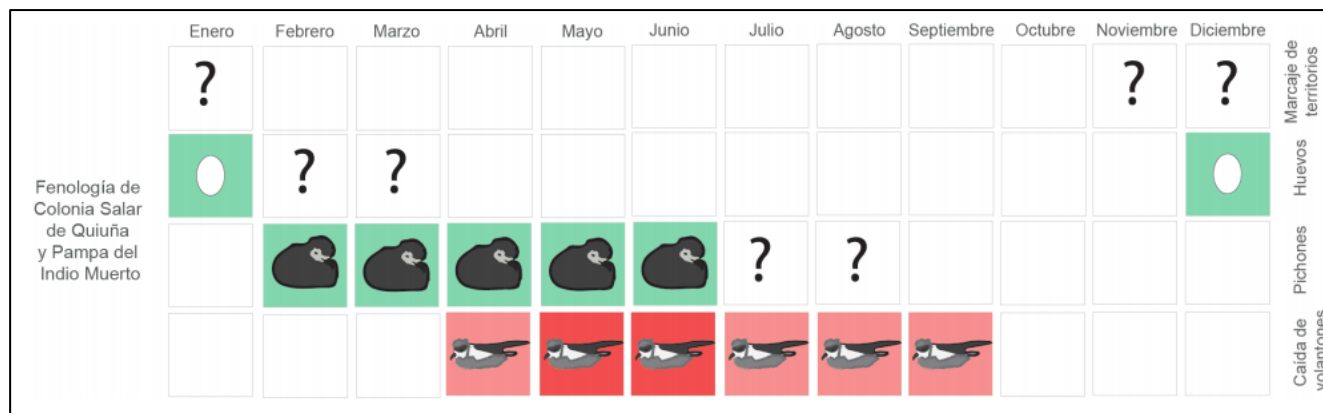 Enero Febrero Marzo Abril Mayo Junio Julio Agosto Septiembre Octubre Noviembre Diciembre
? ? ?
Marcaje de
territorios
? ?
Huevos
Fenología de
Colonia Salar
de Quiuña
y Pampa del
Indio Muerto
? ?
Pichones
Caida de
volantones